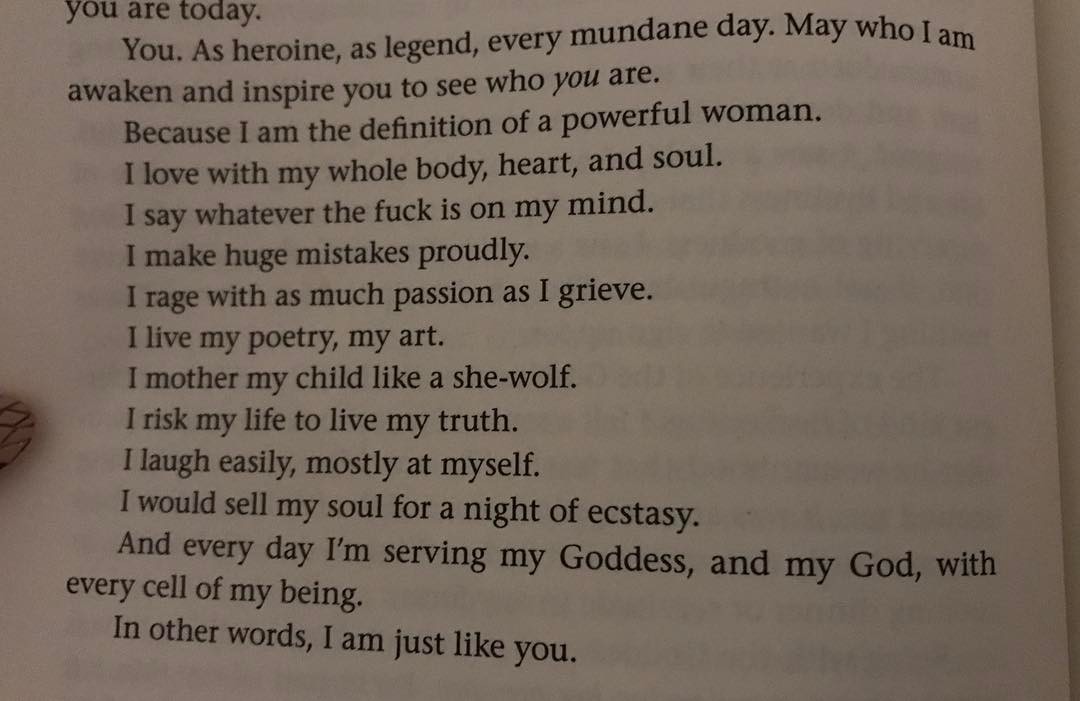 you are today.
You. As heroine, as legend, every mundane day. May who I am
awaken and inspire you to see who you are.
Because I am the definition of a powerful woman.
I love with my whole body, heart, and soul.
I say whatever the fuck is on my mind.
I make huge mistakes proudly.
I rage with as much passion as I grieve.
I live my poetry, my art.
I mother my child like a she-wolf.
I risk my life to live my truth.
I laugh easily, mostly at myself.
I would sell my soul for a night of ecstasy.
And every day I'm serving my Goddess, and my God, with
every cell of my being.
In other words, I am just like you.